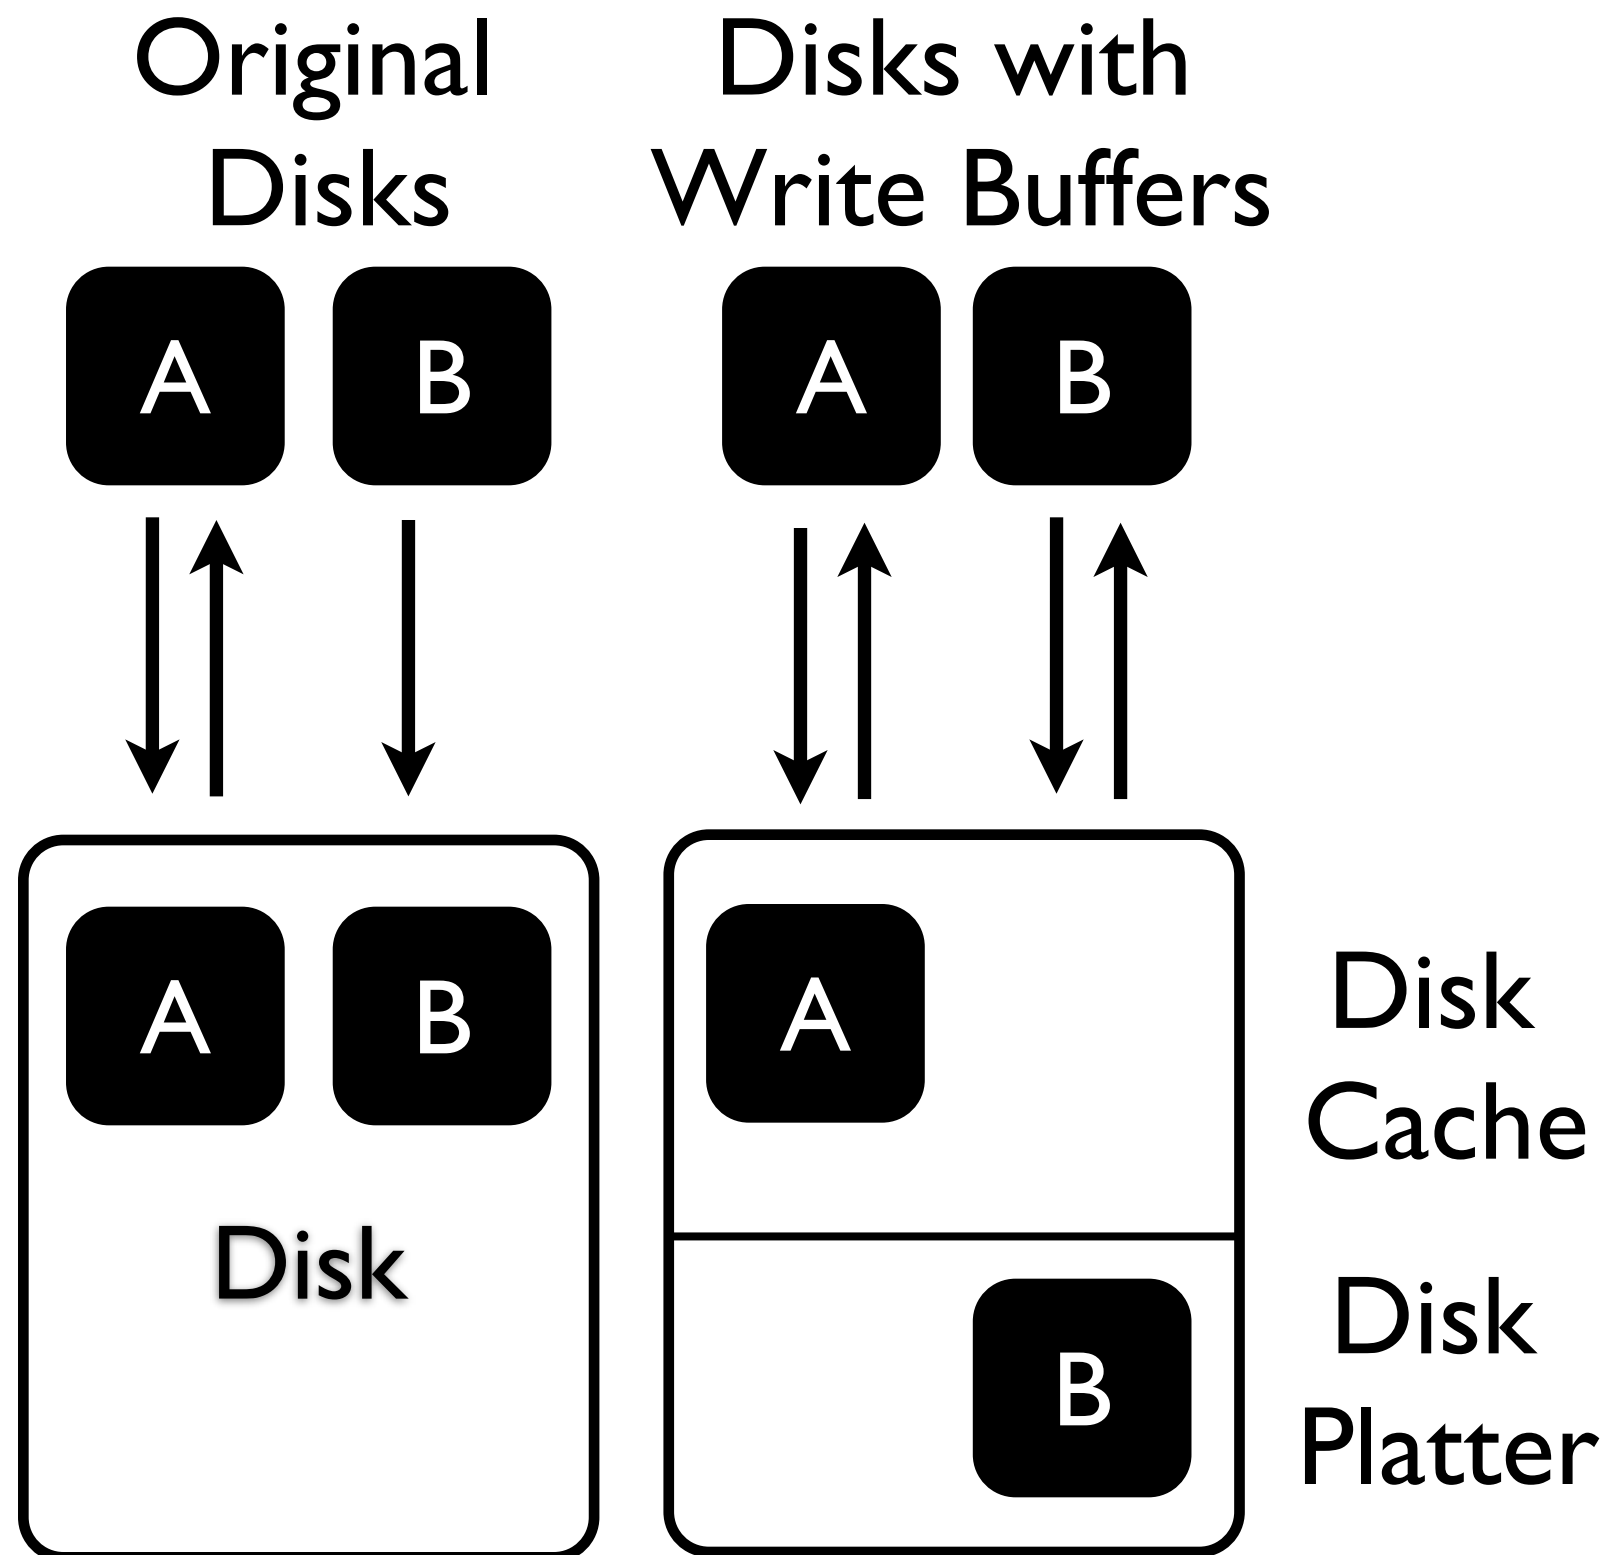 Original
Disks
Disks with
Write Buffers
A
B
A
B
A
B
Disk
A
B
Disk
Cache
Disk
Platter